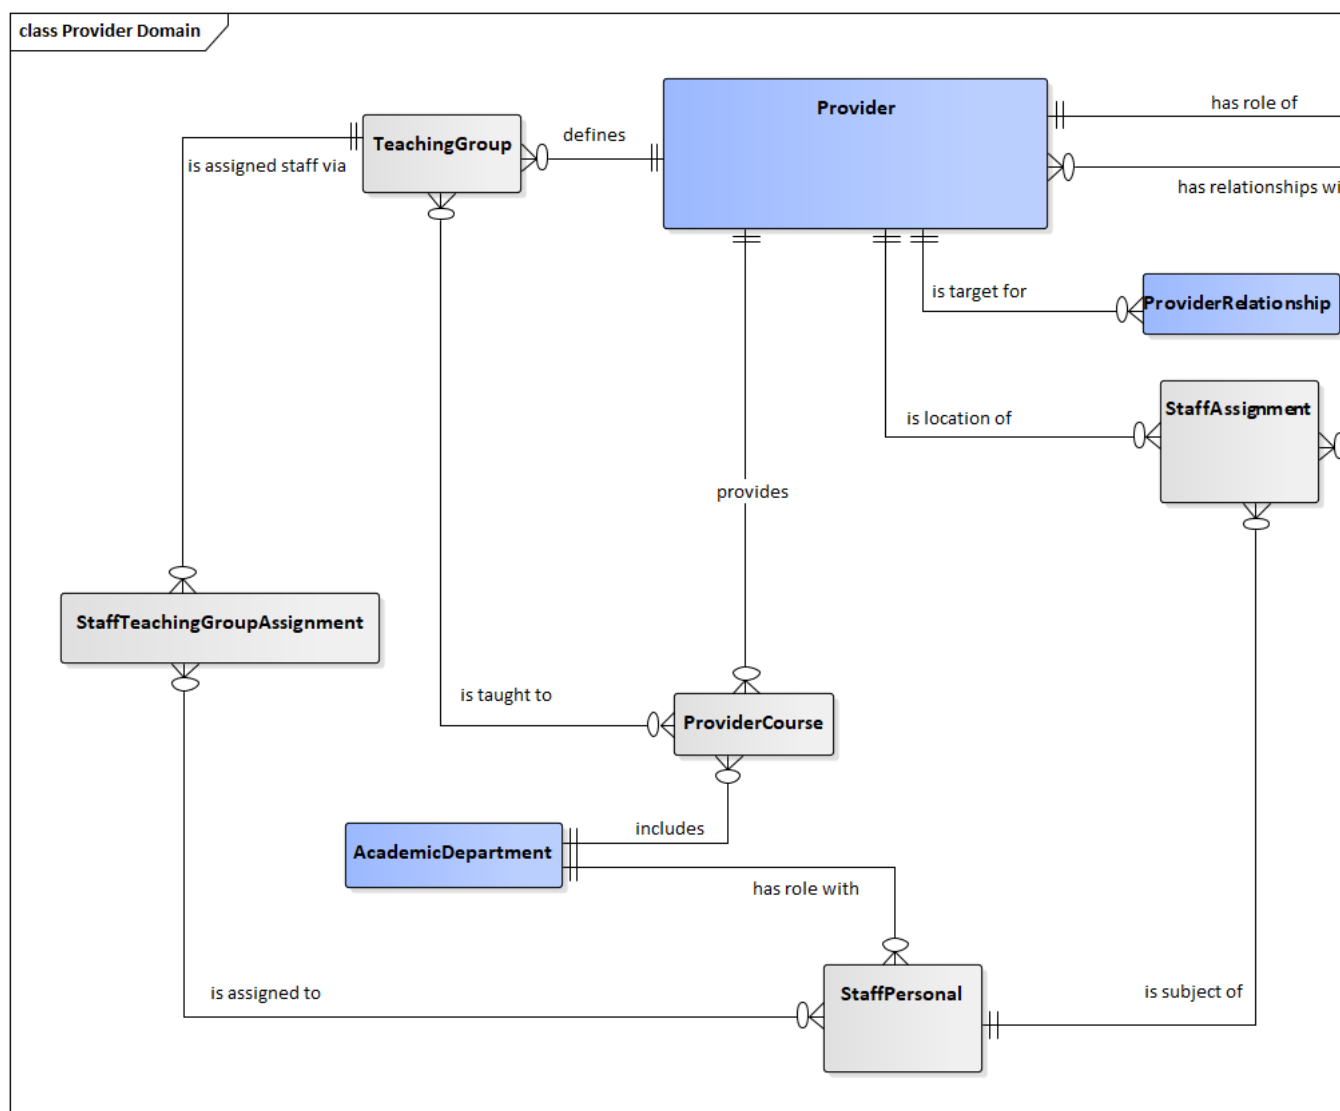 class Provider Domain
Provider
has role of
TeachingGroup
defines
is assigned staff via
has relationships wi
is target for
ProviderRelationship
StaffAssignment
is location of
provides
StaffTeachingGroupAssignment
is taught to
ProviderCourse
includes
AcademicDepartment
has role with
StaffPersonal
is assigned to
is subject of